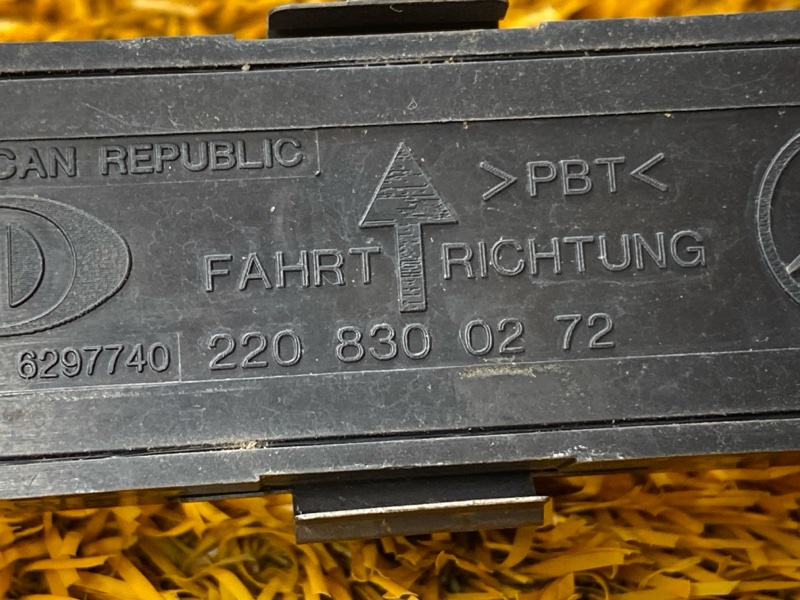 CAN REPUBLIC
>PBT<
FAHRT RICHTUNG
6297740 220 830 02 72